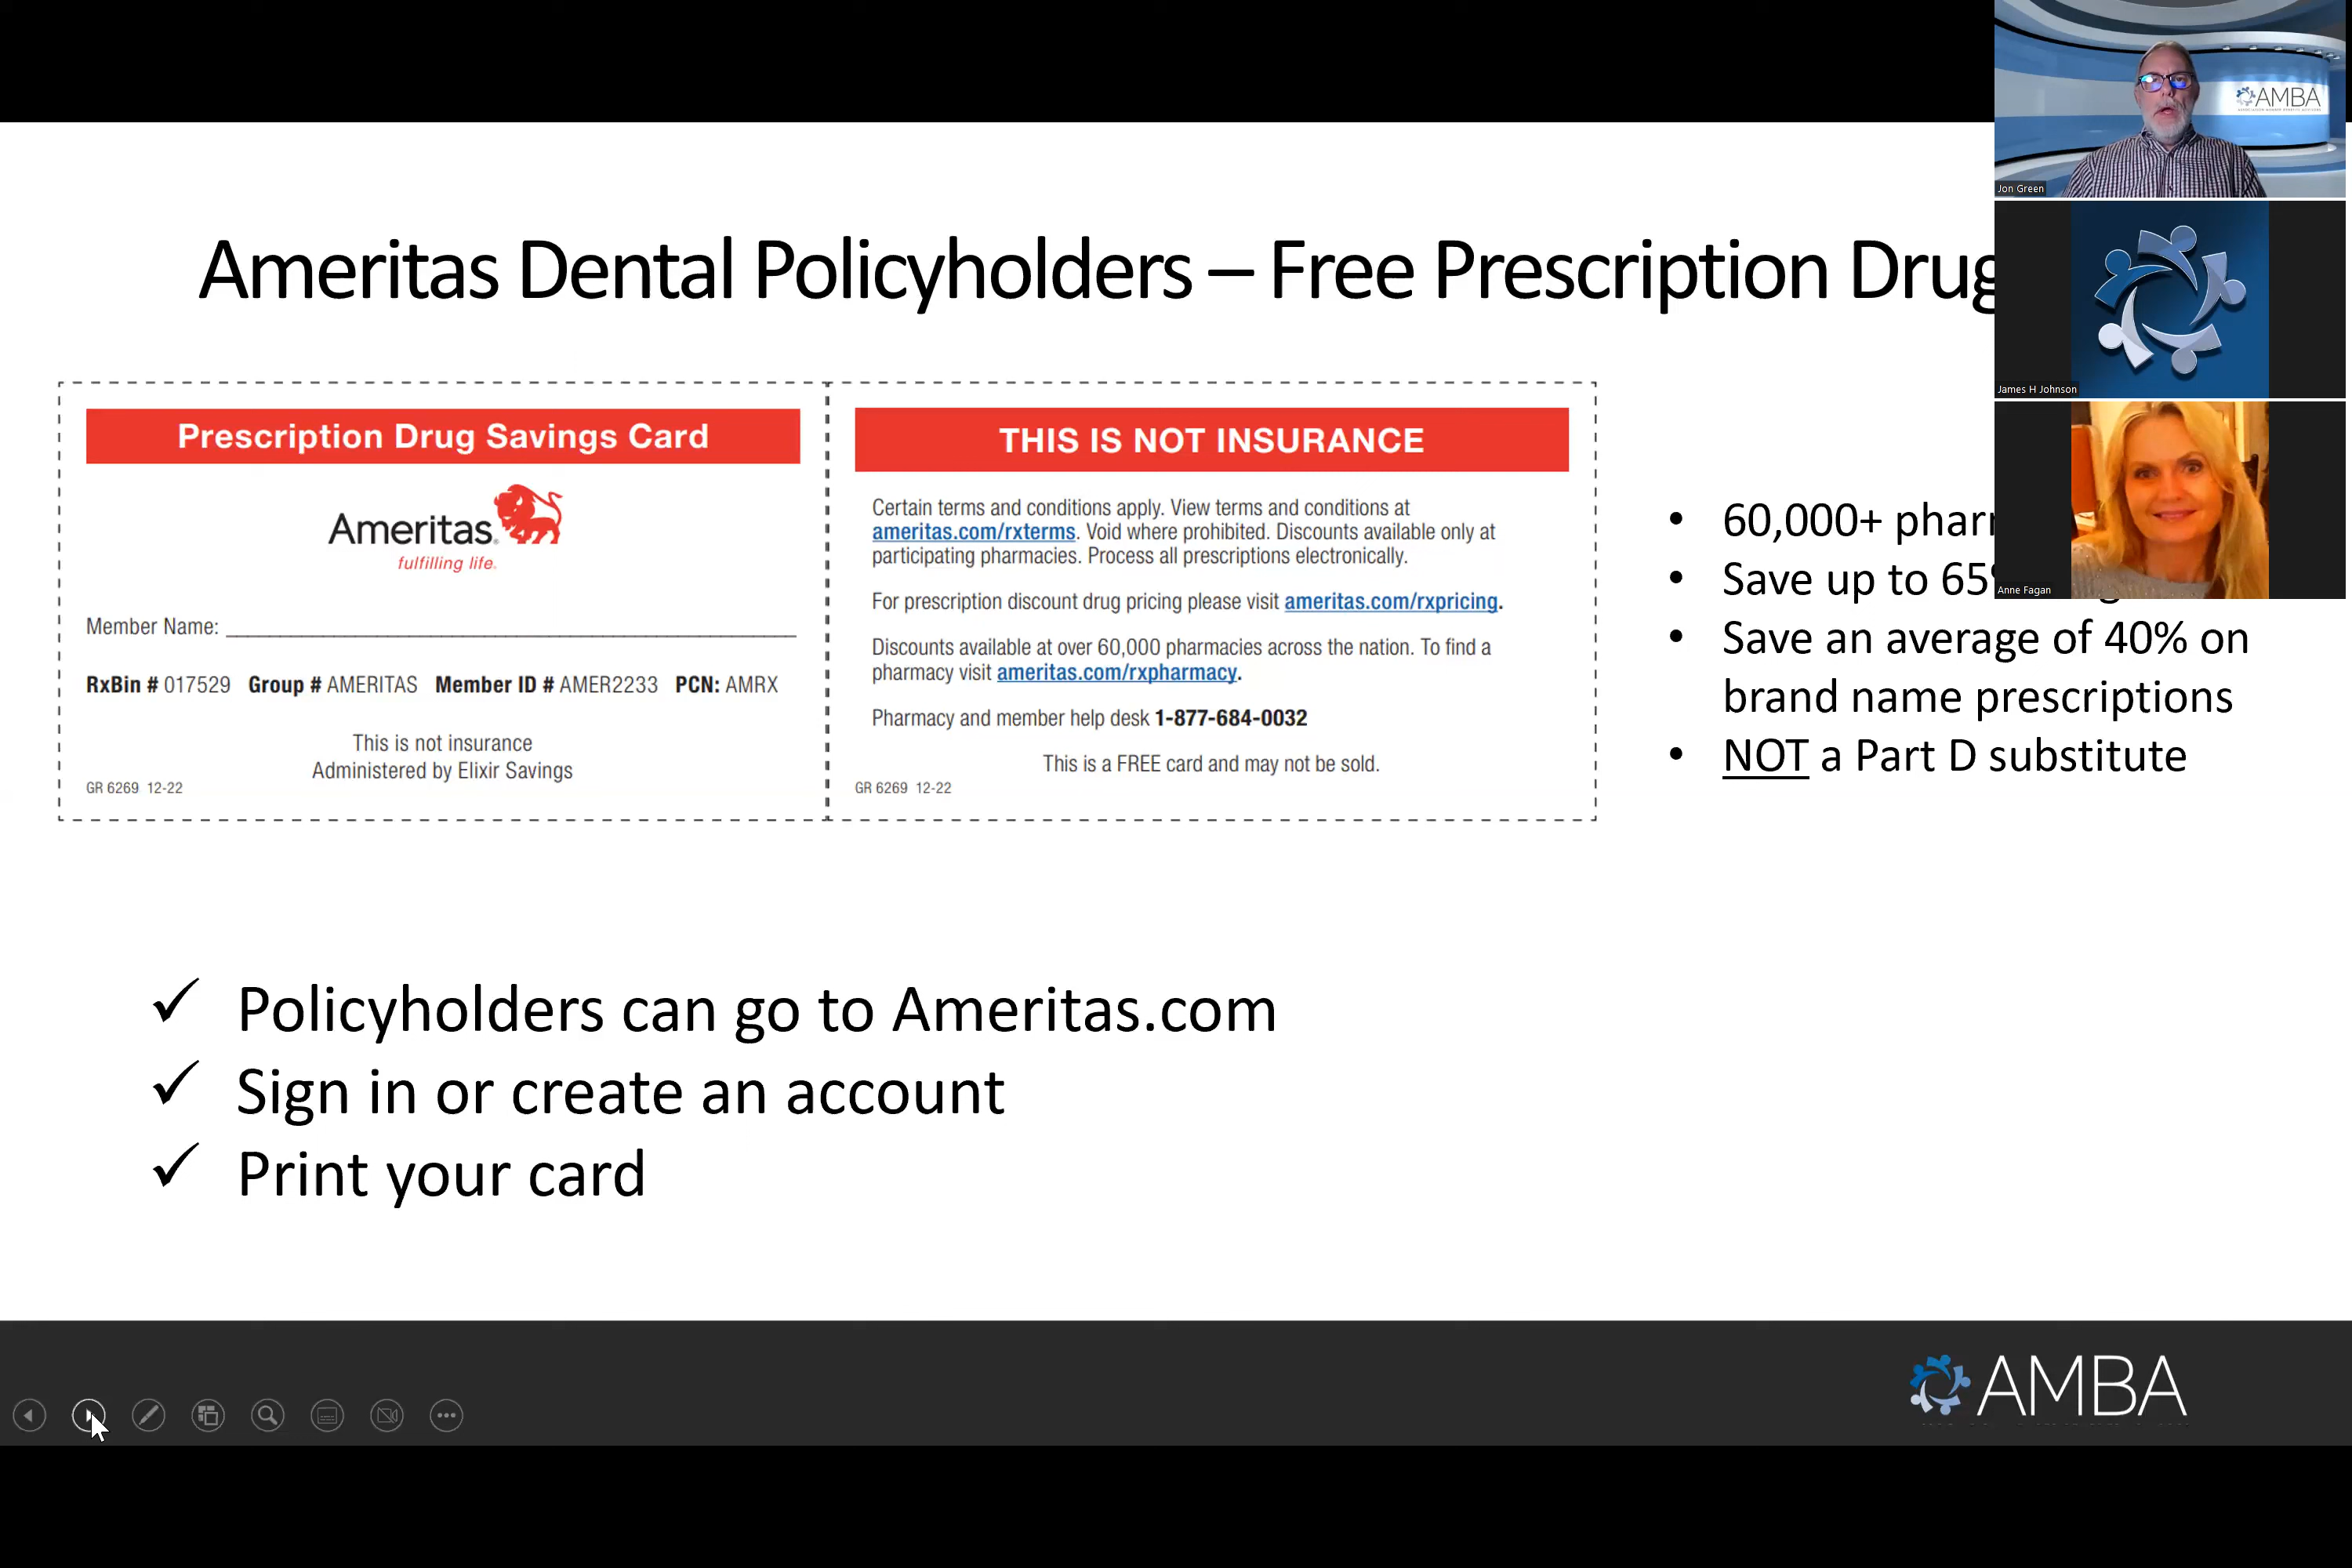 AMBA
Jon Green
Ameritas Dental Policyholders – Free Prescription Drug
James H Johnson
Prescription Drug Savings Card
Ameritas
fulfilling life.
Member Name:
RxBin # 017529 Group # AMERITAS Member ID # AMER2233 PCN: AMRX
This is not insurance
Administered by Elixir Savings
GR 6269 12-22
THIS IS NOT INSURANCE
Certain terms and conditions apply. View terms and conditions at
ameritas.com/rxterms. Void where prohibited. Discounts available only at
participating pharmacies. Process all prescriptions electronically.
For prescription discount drug pricing please visit ameritas.com/rxpricing.
Discounts available at over 60,000 pharmacies across the nation. To find a
pharmacy visit ameritas.com/rxpharmacy.
Pharmacy and member help desk 1-877-684-0032
This is a FREE card and may not be sold.
GR 6269 12-22
• 60,000+
• Save up to 65
Anne Fagan
• Save an average of 40% on
brand name prescriptions
• NOT a Part D substitute
✓ Policyholders can go to Ameritas.com
✓ Sign in or create an account
✓ Print your card
AMBA